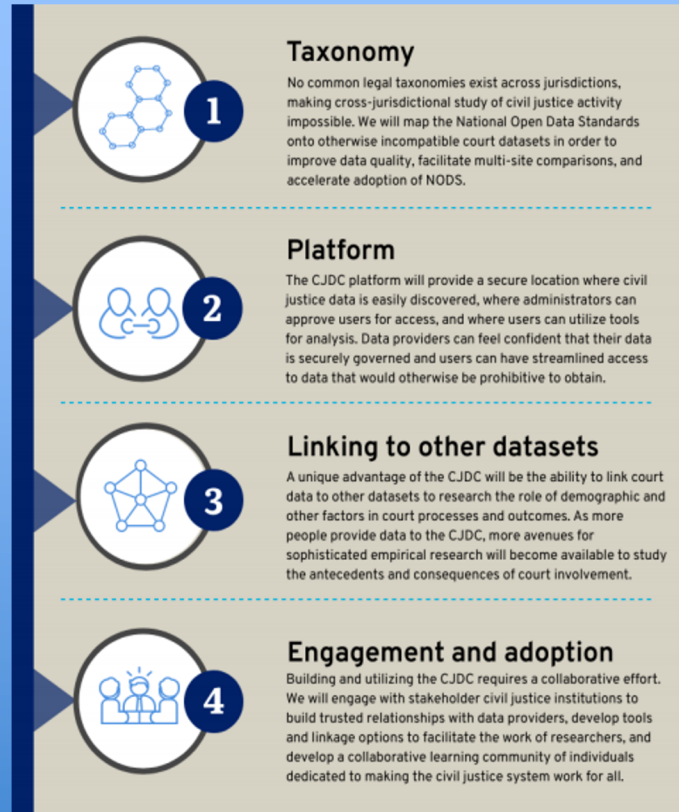 1
Taxonomy
No common legal taxonomies exist across jurisdictions,
making cross-jurisdictional study of civil justice activity
impossible. We will map the National Open Data Standards
onto otherwise incompatible court datasets in order to
improve data quality, facilitate multi-site comparisons, and
accelerate adoption of NODS.
2
Platform
The CJDC platform will provide a secure location where civil
justice data is easily discovered, where administrators can
approve users for access, and where users can utilize tools
for analysis. Data providers can feel confident that their data
is securely governed and users can have streamlined access
to data that would otherwise be prohibitive to obtain.
3
Linking to other datasets
A unique advantage of the CJDC will be the ability to link court
data to other datasets to research the role of demographic and
other factors in court processes and outcomes. As more
people provide data to the CJDC, more avenues for
sophisticated empirical research will become available to study
the antecedents and consequences of court involvement.
4
Engagement and adoption
Building and utilizing the CJDC requires a collaborative effort.
We will engage with stakeholder civil justice institutions to
build trusted relationships with data providers, develop tools
and linkage options to facilitate the work of researchers, and
develop a collaborative learning community of individuals
dedicated to making the civil justice system work for all.